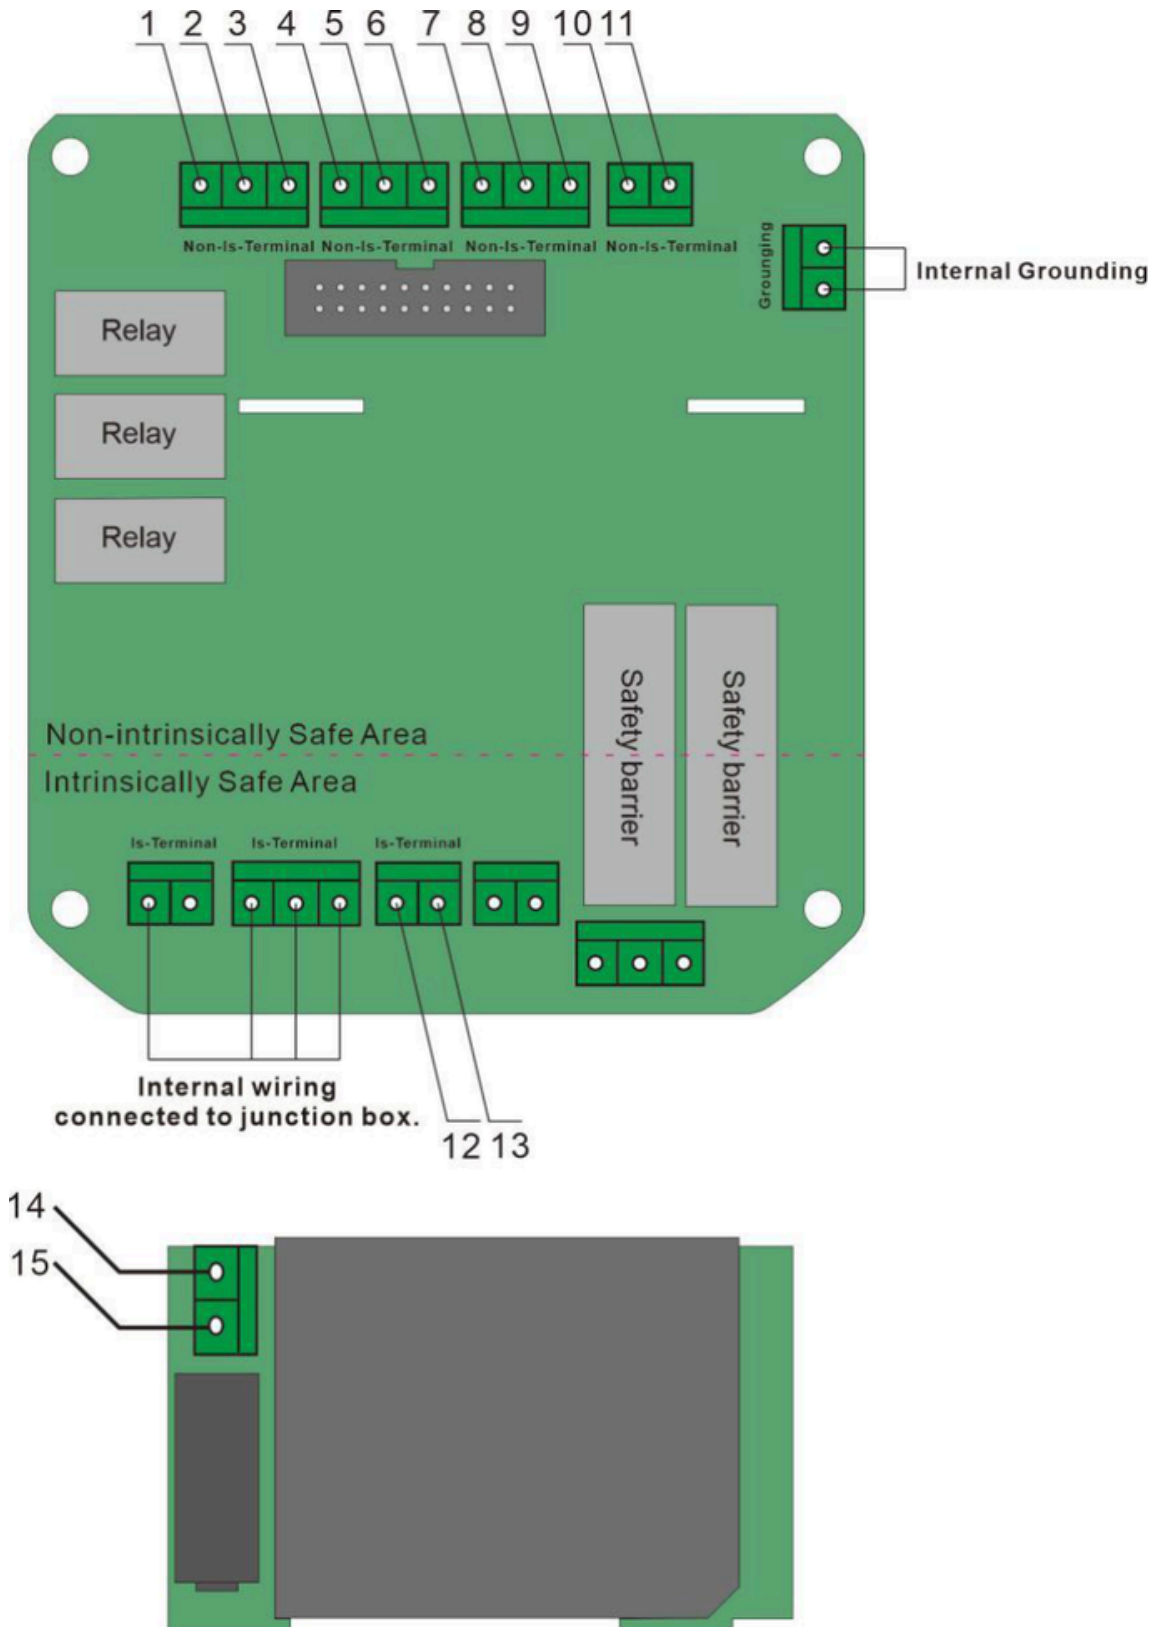 1 2 3 4 5 6 7 8 9 10 11
Non-Is-Terminal Non-Is-Terminal Non-Is-Terminal Non-Is-Terminal
Grounging
Internal Grounding
Relay
Relay
Relay
Safety barrier
Safety barrier
Non-intrinsically Safe Area
Intrinsically Safe Area
Is-Terminal Is-Terminal Is-Terminal
Internal wiring
connected to junction box.
12 13
14
15